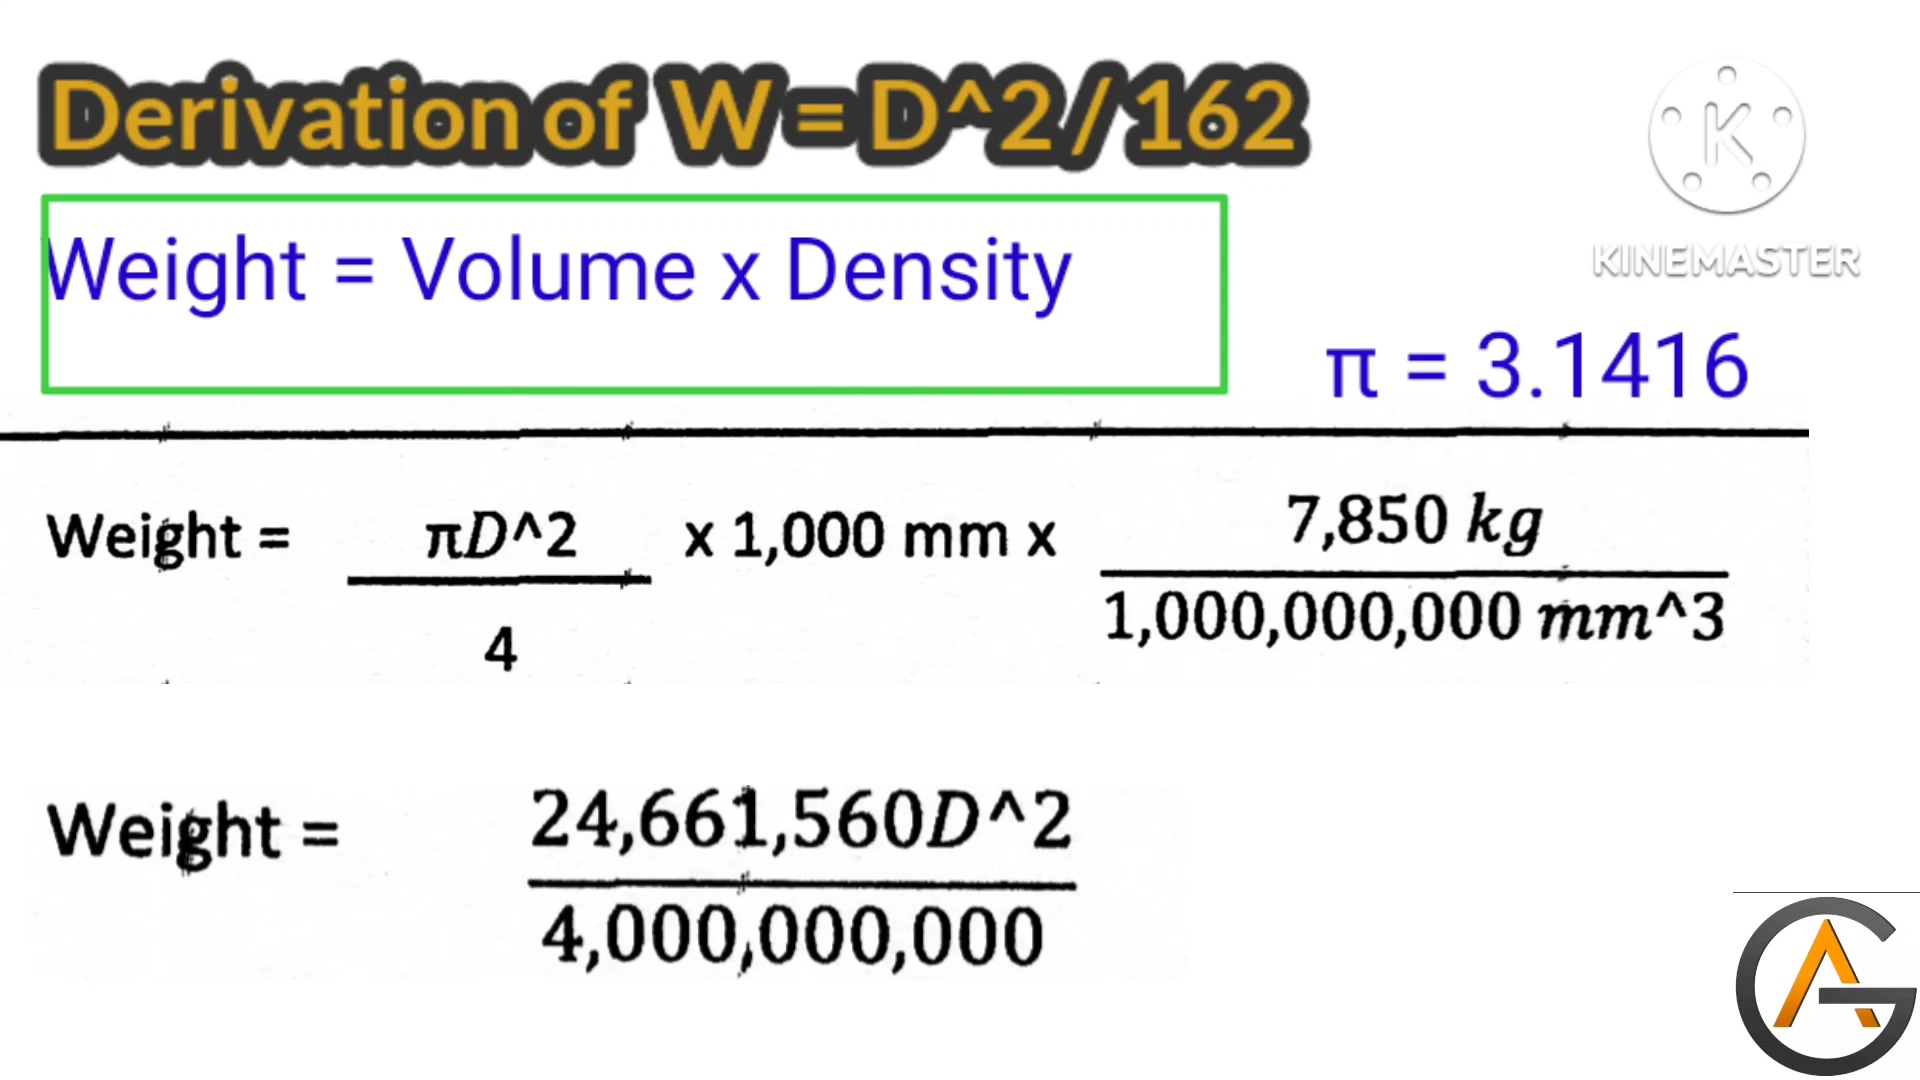 Derivation of W = D^2 / 162
KINEMASTER
Weight = Volume x Density
π = 3.1416
Weight = πD^2 / 4 x 1,000 mm x 7,850 kg / 1,000,000,000 mm^3
Weight = 24,661,560D^2 / 4,000,000,000